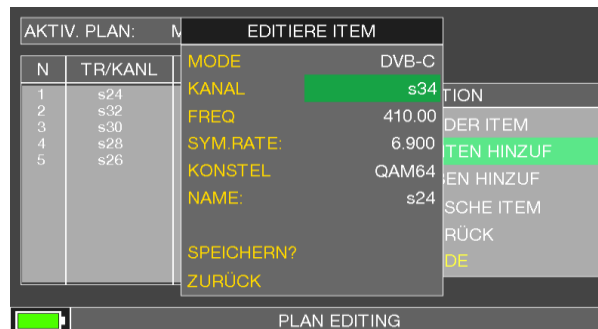 AKTIV. PLAN:
EDITIERE ITEM
N TR/KANL
1 s24
2 s32
3 s30
4 s28
5 s26
MODE DVB-C
KANAL s34
FREQ 410.00
SYM.RATE: 6.900
KONSTEL QAM64
NAME: s24
SPEICHERN?
ZURÜCK
TION
DER ITEM
TEN HINZUF
EN HINZUF
SCHE ITEM
RÜCK
DE
PLAN EDITING